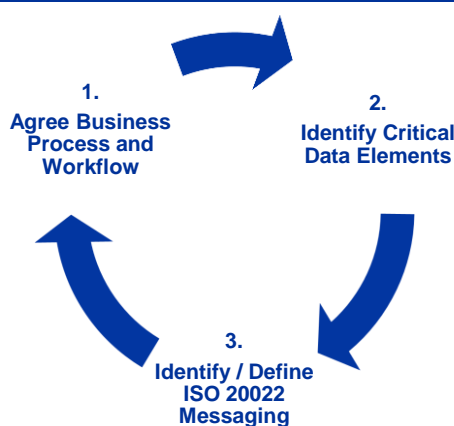 1.
Agree Business
Process and
Workflow
2.
Identify Critical
Data Elements
3.
Identify / Define
ISO 20022
Messaging